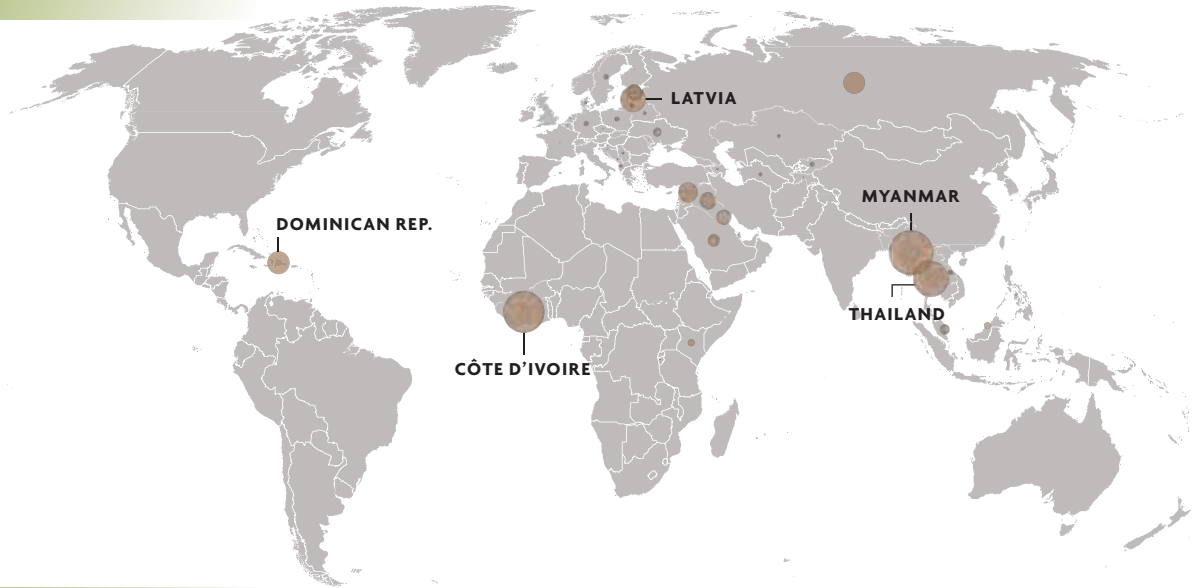 LATVIA
MYANMAR
DOMINICAN REP.
THAILAND
CÔTE D’IVOIRE